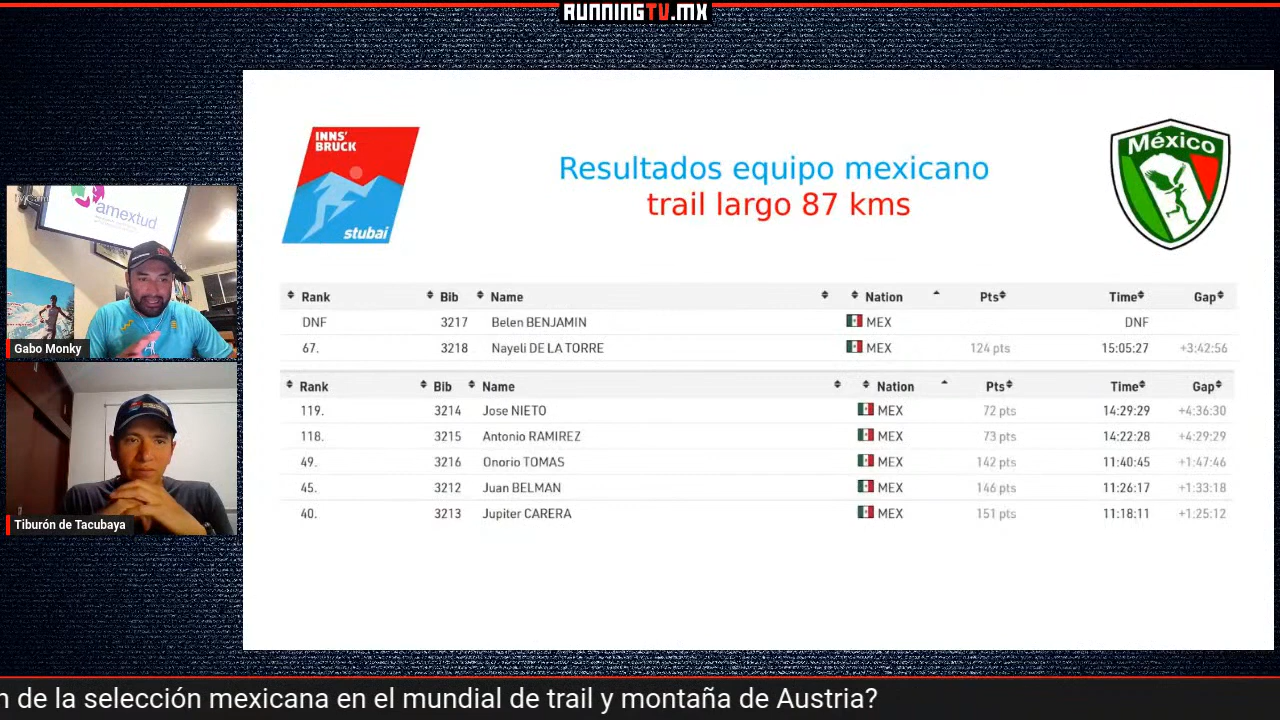 RUNNINGTV.MX
INNS'
BRUCK
stubai
Resultados equipo mexicano
trail largo 87 kms
México
amextud
Gabo Monky
Tiburón de Tacubaya
Rank Bib Name Nation Pts Time Gap
DNF 3217 Belen BENJAMIN MEX DNF
67. 3218 Nayeli DE LA TORRE MEX 124 pts 15:05:27 +3:42:56
Rank Bib Name Nation Pts Time Gap
119. 3214 Jose NIETO MEX 72 pts 14:29:29 +4:36:30
118. 3215 Antonio RAMIREZ MEX 73 pts 14:22:28 +4:29:29
49. 3216 Onorio TOMAS MEX 142 pts 11:40:45 +1:47:46
45. 3212 Juan BELMAN MEX 146 pts 11:26:17 +1:33:18
40. 3213 Jupiter CARERA MEX 151 pts 11:18:11 +1:25:12
n de la selección mexicana en el mundial de trail y montaña de Austria?